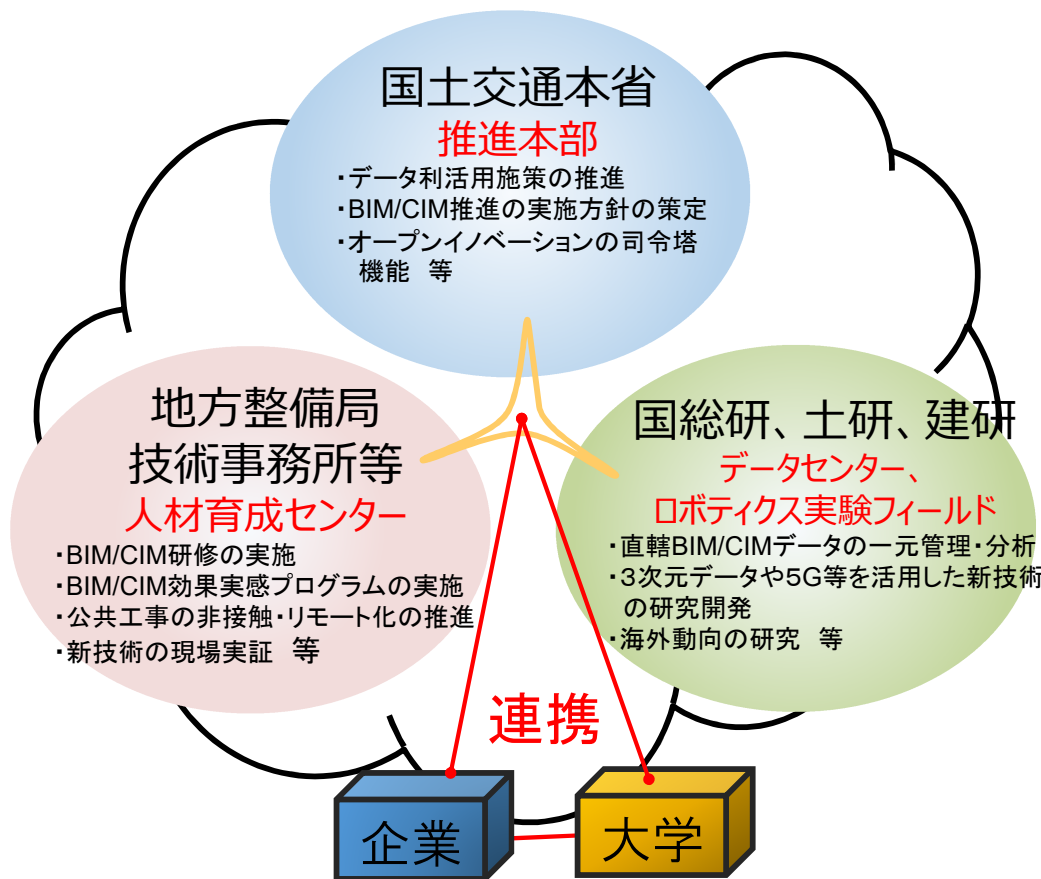 国土交通本省
推進本部
・データ利活用施策の推進
・BIM/CIM推進の実施方針の策定
・オープンイノベーションの司令塔
機能　等
地方整備局
技術事務所等
人材育成センター
・BIM/CIM研修の実施
・BIM/CIM効果実感プログラムの実施
・公共工事の非接触・リモート化の推進
・新技術の現場実証　等
国総研、土研、建研
データセンター、
ロボティクス実験フィールド
・直轄BIM/CIMデータの一元管理・分析
・３次元データや５G等を活用した新技術
の研究開発
・海外動向の研究　等
連携
企業
大学